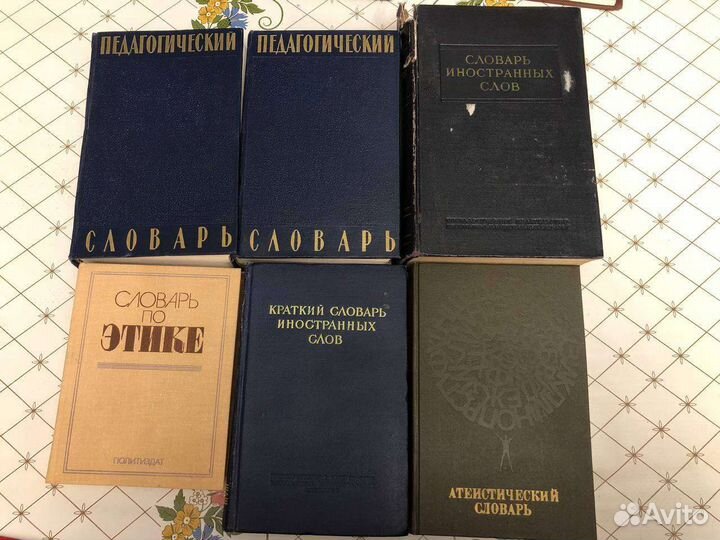 ПЕДАГОГИЧЕСКИЙ
СЛОВАРЬ
ПЕДАГОГИЧЕСКИЙ
СЛОВАРЬ
СЛОВАРЬ
ИНОСТРАННЫХ
СЛОВ
СЛОВАРЬ
ПО
ЭТИКЕ
ПОЛИТИЗДАТ
КРАТКИЙ СЛОВАРЬ
ИНОСТРАННЫХ
СЛОВ
АТЕИСТИЧЕСКИЙ
СЛОВАРЬ
Avito